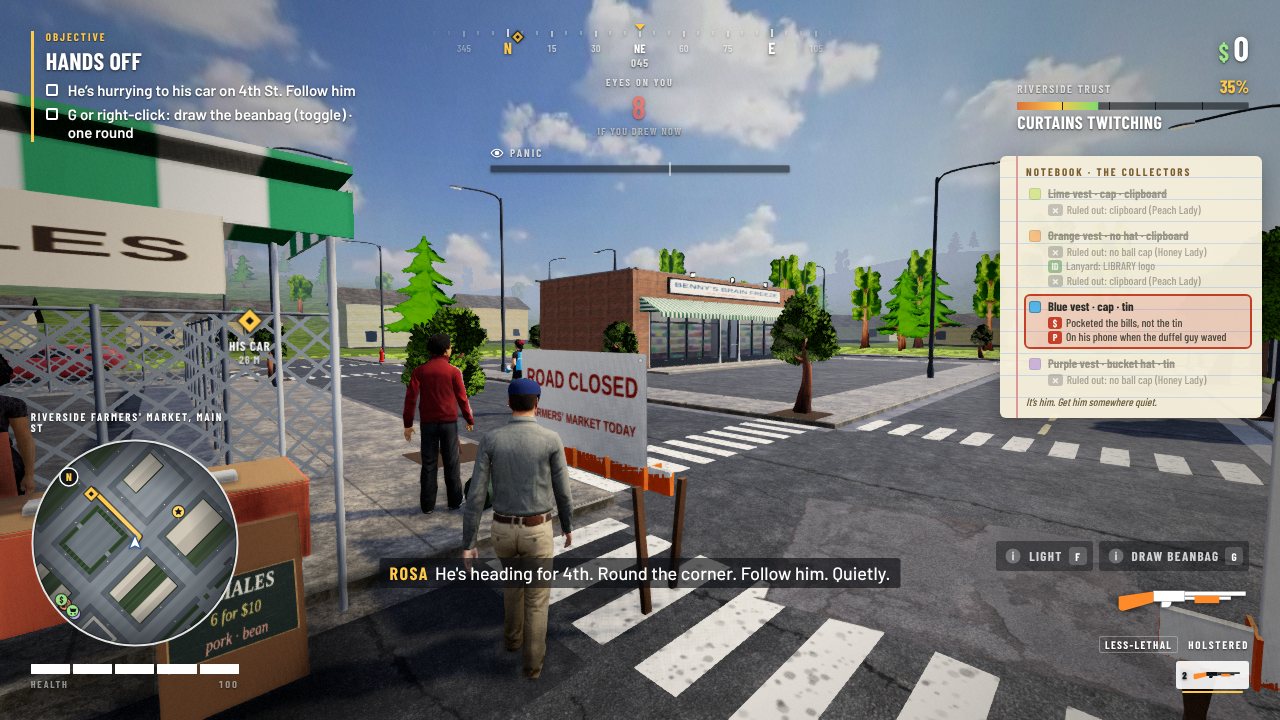 OBJECTIVE
HANDS OFF
He's hurrying to his car on 4th St. Follow him
G or right-click: draw the beanbag (toggle) ·
one round
345 N 15 30 NE 60 75 E 105
045
EYES ON YOU
8
IF YOU DREW NOW
PANIC
$0
RIVERSIDE TRUST 35%
CURTAINS TWITCHING
NOTEBOOK · THE COLLECTORS
Lime vest · cap · clipboard
Ruled out: clipboard (Peach Lady)
Orange vest · no hat · clipboard
Ruled out: no ball cap (Honey Lady)
ID Lanyard: LIBRARY logo
Ruled out: clipboard (Peach Lady)
Blue vest · cap · tin
$ Pocketed the bills, not the tin
P On his phone when the duffel guy waved
Purple vest · bucket hat · tin
Ruled out: no ball cap (Honey Lady)
It's him. Get him somewhere quiet.
LES
BENNY'S BRAIN FREEZE
HIS CAR
26 M
ROAD CLOSED
FARMERS' MARKET TODAY
RIVERSIDE FARMERS' MARKET, MAIN
ST
N
$
MALES
6 for $10
pork · bean
ROSA He's heading for 4th. Round the corner. Follow him. Quietly.
LIGHT F
DRAW BEANBAG G
LESS-LETHAL HOLSTERED
2
HEALTH 100